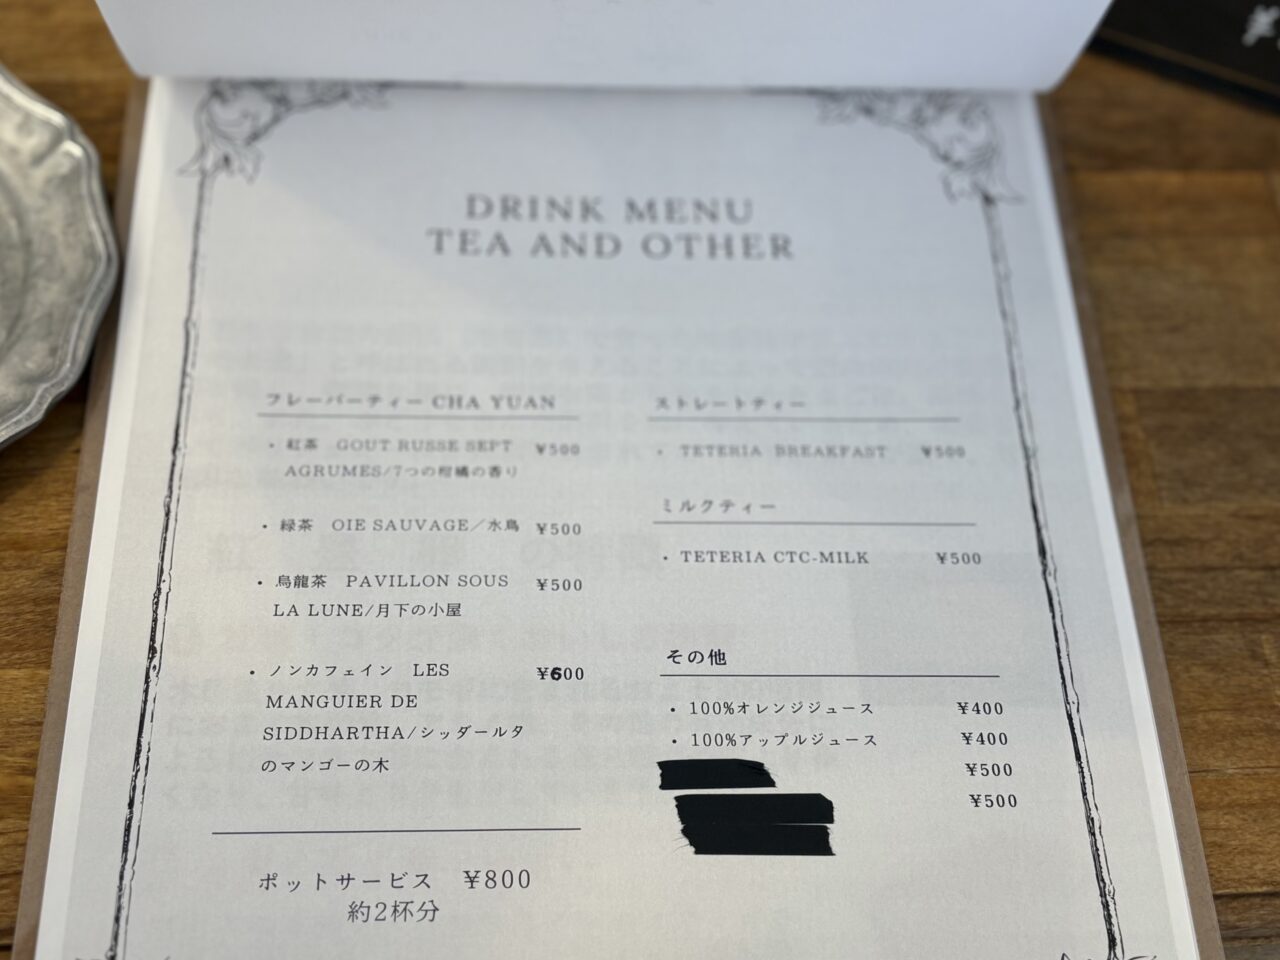 DRINK MENU
TEA AND OTHER
フレーバーティー CHA YUAN
・ 紅茶　GOUT RUSSE SEPT ¥500
AGRUMES/7つの柑橘の香り
・ 緑茶　OIE SAUVAGE／水鳥 ¥500
・ 烏龍茶　PAVILLON SOUS ¥500
LA LUNE/月下の小屋
・ ノンカフェイン　LES ¥600
MANGUIER DE
SIDDHARTHA/シッダールタ
のマンゴーの木
ポットサービス　¥800
約2杯分
ストレートティー
・ TETERIA BREAKFAST ¥500
ミルクティー
・ TETERIA CTC-MILK ¥500
その他
・ 100%オレンジジュース ¥400
・ 100%アップルジュース ¥400
¥500
¥500